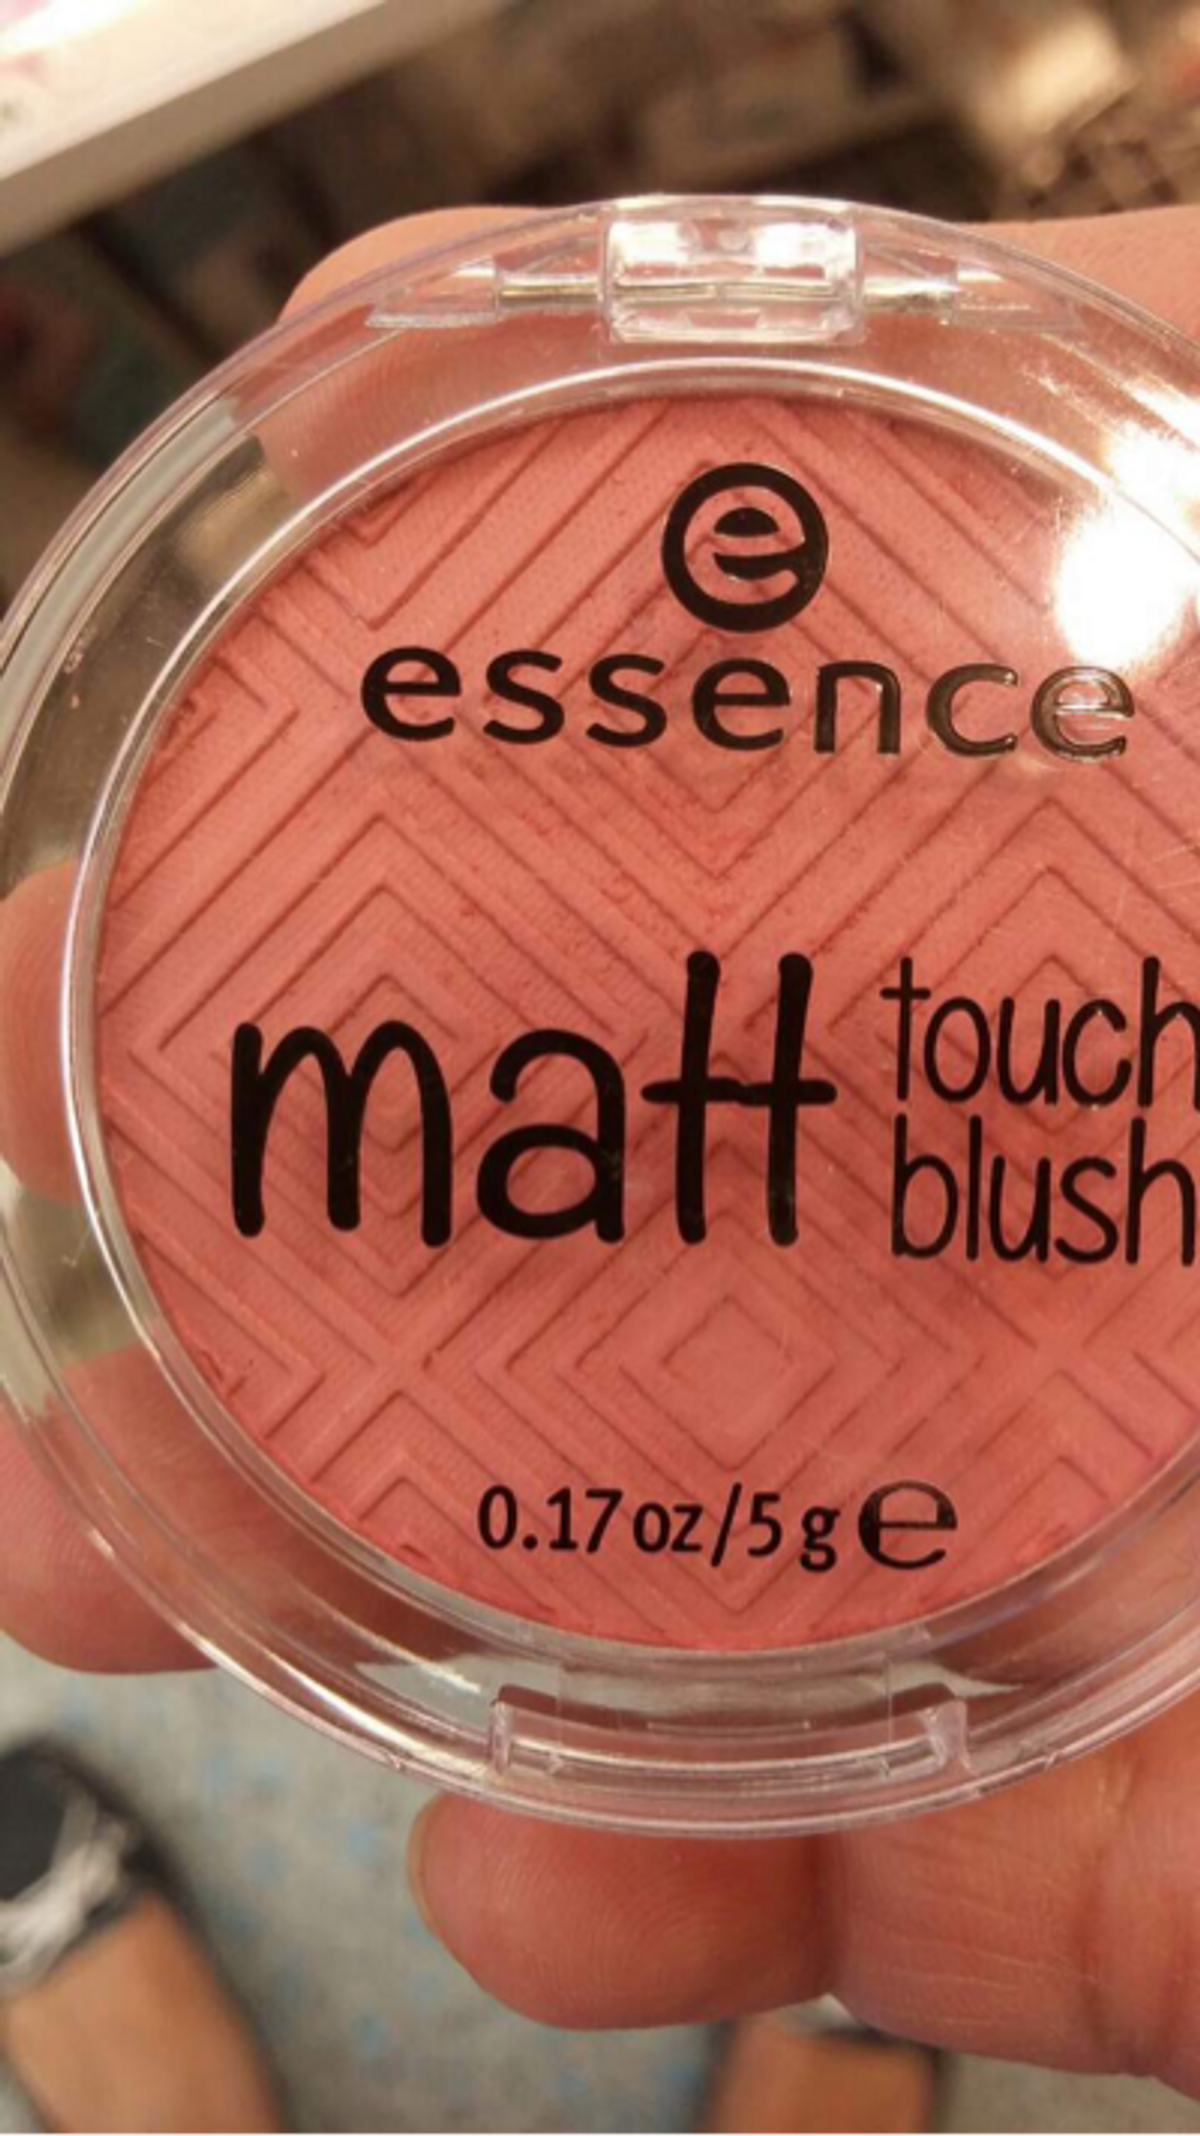 e
essence
matt touch
blush
0.17 oz/5 g e